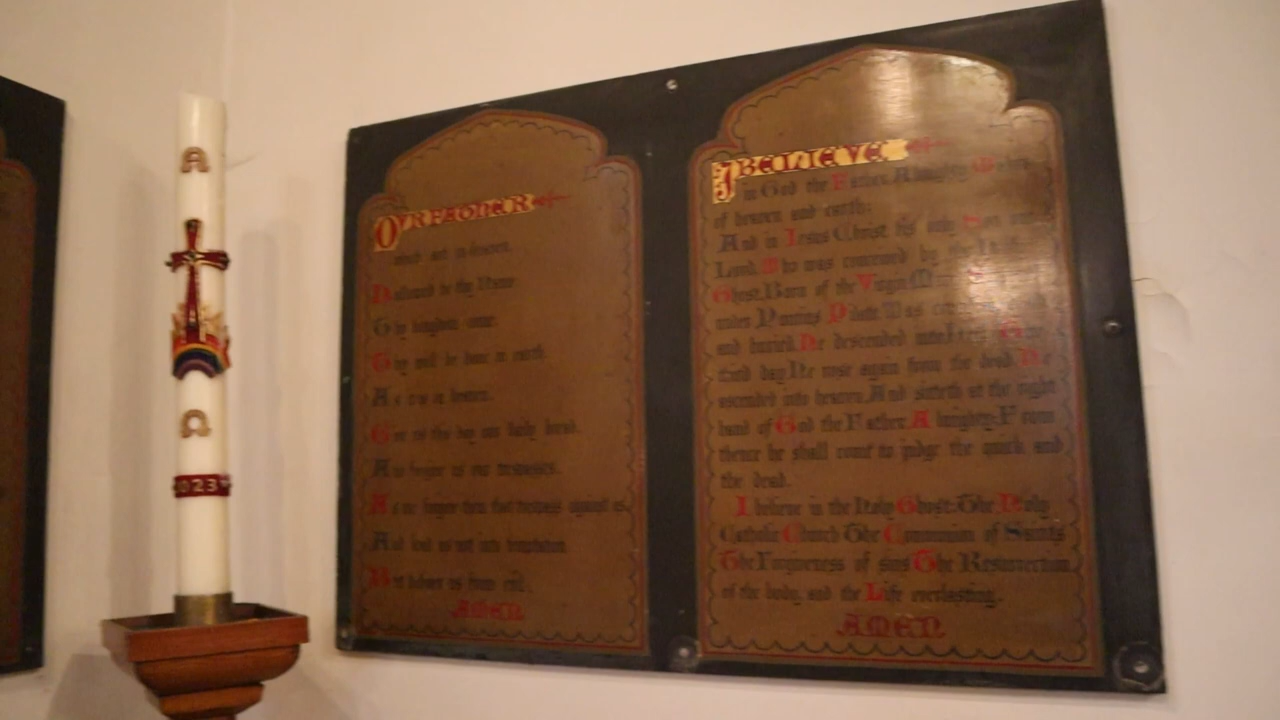 Α
Ω
2023
OUR FATHER
which art in heaven,
Hallowed be thy Name
Thy kingdom come
Thy will be done in earth
As it is in heaven.
Give us this day our daily bread.
And forgive us our trespasses.
As we forgive them that trespass against us.
And lead us not into temptation.
But deliver us from evil.
AMEN
I BELIEVE
in God the Father Almighty
of heaven and earth:
And in Jesus Christ his only Son
Lord, Who was conceived by the Holy
Ghost, Born of the Virgin
under Pontius Pilate Was
and buried, He descended into Hell;
third day He rose again from the dead, He
ascended into heaven, And sitteth at the right
hand of God the Father Almighty: From
thence he shall come to judge the quick and
the dead.
I believe in the Holy Ghost: The Holy
Catholic Church The Communion of Saints
The Forgiveness of sins The Resurrection
of the body, and the Life everlasting.
AMEN